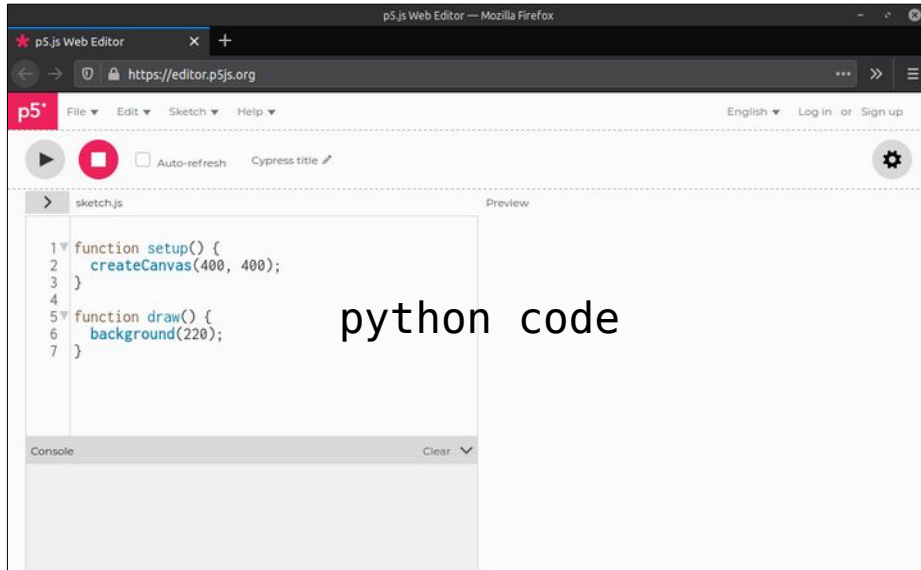 p5.js Web Editor — Mozilla Firefox
p5.js Web Editor
https://editor.p5js.org
p5* File Edit Sketch Help English Log in or Sign up
Auto-refresh Cypress title
sketch.js Preview
1 function setup() {
2 createCanvas(400, 400);
3 }
4
5 function draw() {
6 background(220);
7 }
python code
Console Clear